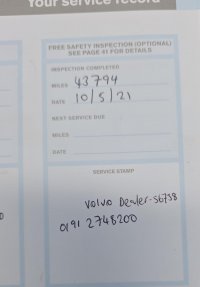 Your service record
FREE SAFETY INSPECTION (OPTIONAL)
SEE PAGE 41 FOR DETAILS
INSPECTION COMPLETED
MILES 43794
DATE 10/5/21
NEXT SERVICE DUE
MILES
DATE
SERVICE STAMP
Volvo Dealer-56738
0191 2748200